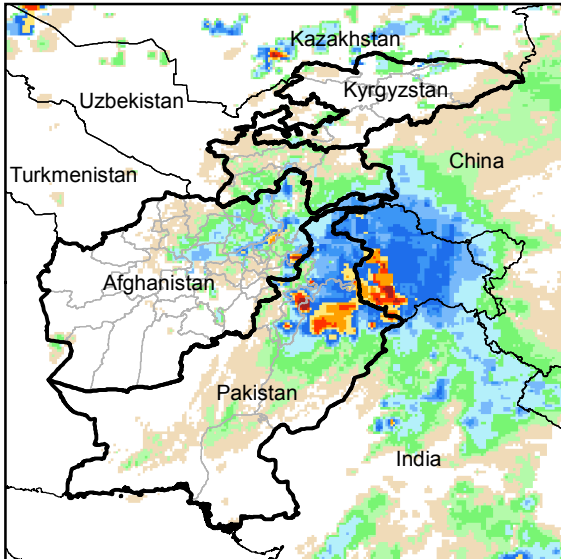 Kazakhstan
Kyrgyzstan
Uzbekistan
China
Turkmenistan
Afghanistan
Pakistan
India